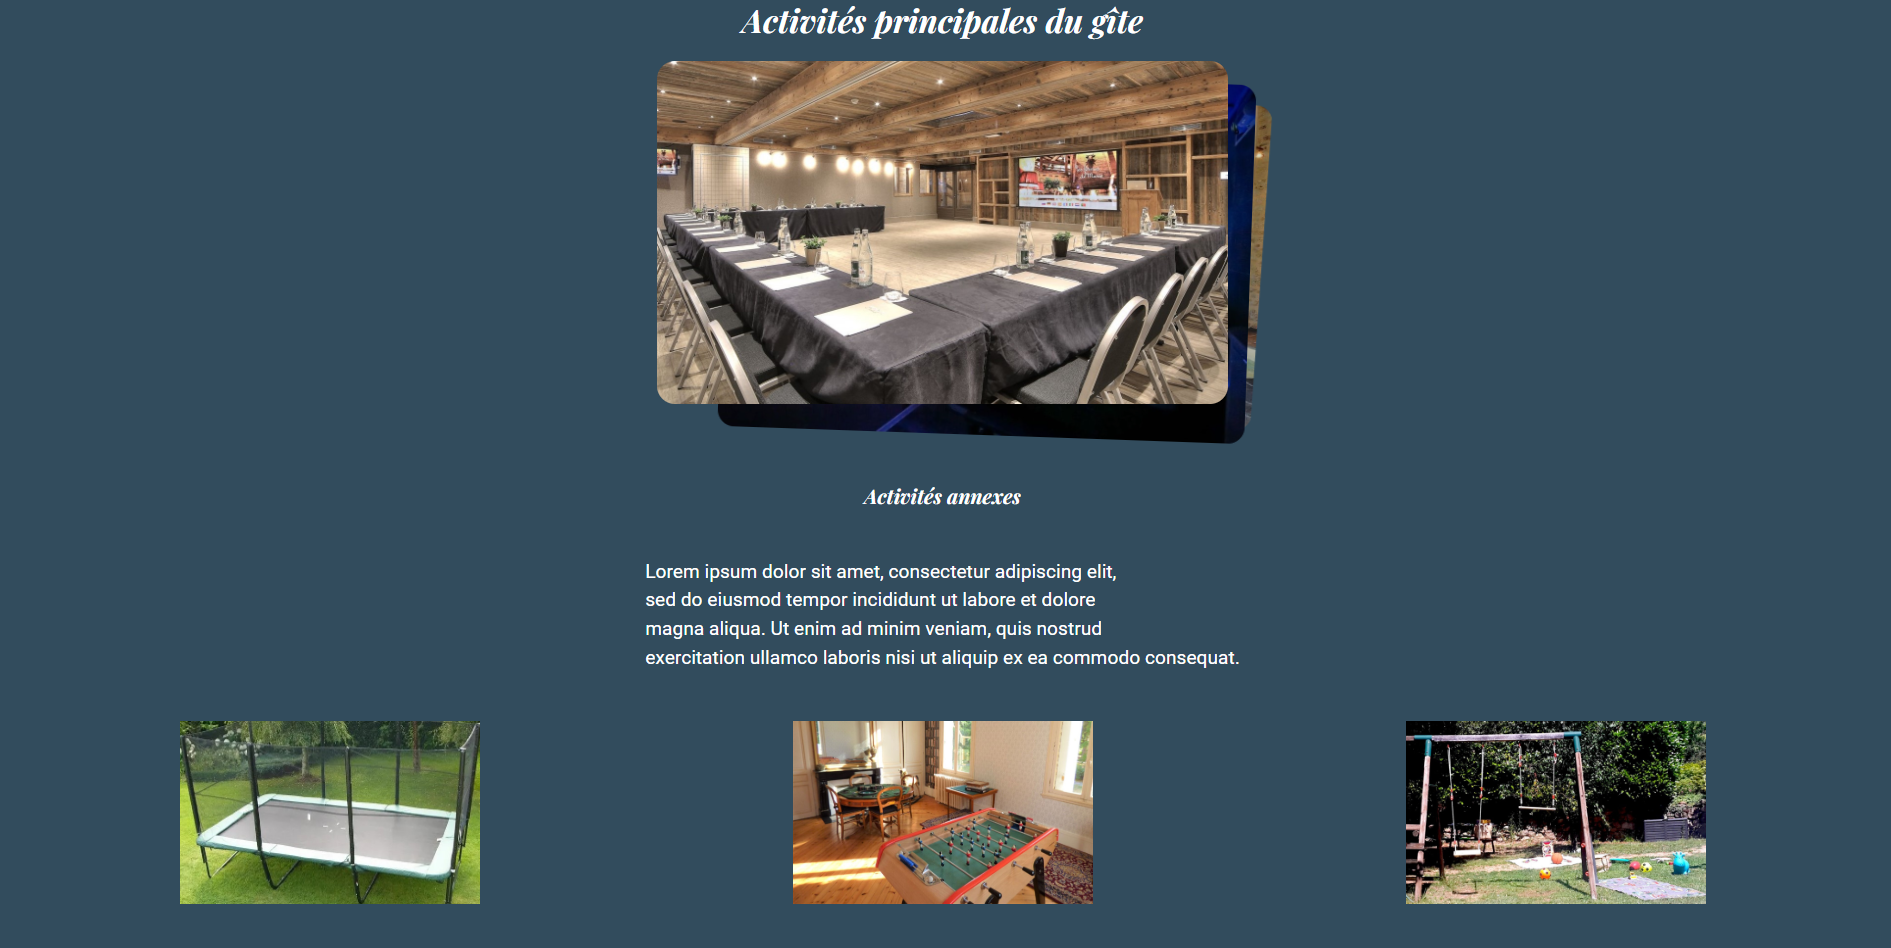 Activités principales du gîte
Activités annexes
Lorem ipsum dolor sit amet, consectetur adipiscing elit,
sed do eiusmod tempor incididunt ut labore et dolore
magna aliqua. Ut enim ad minim veniam, quis nostrud
exercitation ullamco laboris nisi ut aliquip ex ea commodo consequat.